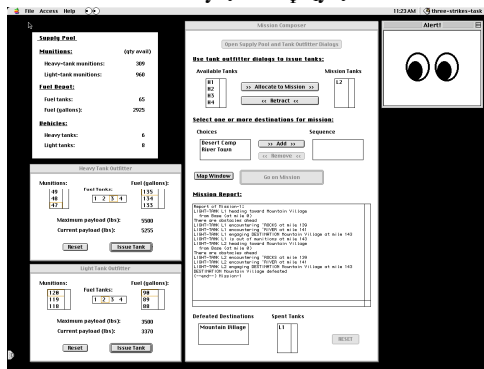 File Access Help
11:23 AM three-strikes-task
Supply Pool
Munitions: (qty avail)
Heavy-tank munitions: 309
Light-tank munitions: 960
Fuel Depot:
Fuel tanks: 65
Fuel (gallons): 2925
Vehicles:
Heavy tanks: 6
Light tanks: 8
Heavy Tank Outfitter
Munitions: Fuel Tanks: Fuel (gallons):
49
48
47
1 2 3 4
135
134
133
Maximum payload (lbs): 5500
Current payload (lbs): 5255
Reset Issue Tank
Light Tank Outfitter
Munitions: Fuel Tanks: Fuel (gallons):
120
119
118
1 2 3 4
90
89
88
Maximum payload (lbs): 3500
Current payload (lbs): 3370
Reset Issue Tank
Mission Composer
Open Supply Pool and Tank Outfitter Dialogs
Use tank outfitter dialogs to issue tanks:
Available Tanks Mission Tanks
H1
H2
H3
H4
>> Allocate to Mission >>
<< Retract <<
L2
Select one or more destinations for mission:
Choices Sequence
Desert Camp
River Town
>> Add >>
<< Remove <<
Map Window Go on Mission
Mission Report:
Report of Mission-1:
LIGHT-TANK L1 heading toward Mountain Village
from Base (at mile 0)
There are obstacles ahead
LIGHT-TANK L1 encountering "ROCKS at mile 139
LIGHT-TANK L1 encountering "RIVER at mile 141
LIGHT-TANK L1 engaging DESTINATION Mountain Village at mile 143
LIGHT-TANK L1 is out of munitions at mile 143
LIGHT-TANK L2 heading toward Mountain Village
from Base (at mile 0)
There are obstacles ahead
LIGHT-TANK L2 encountering "ROCKS at mile 139
LIGHT-TANK L2 encountering "RIVER at mile 141
LIGHT-TANK L2 engaging DESTINATION Mountain Village at mile 143
DESTINATION Mountain Village defeated
(--end--) Mission-1
Defeated Destinations Spent Tanks
Mountain Village
L1
RESET
Alert!